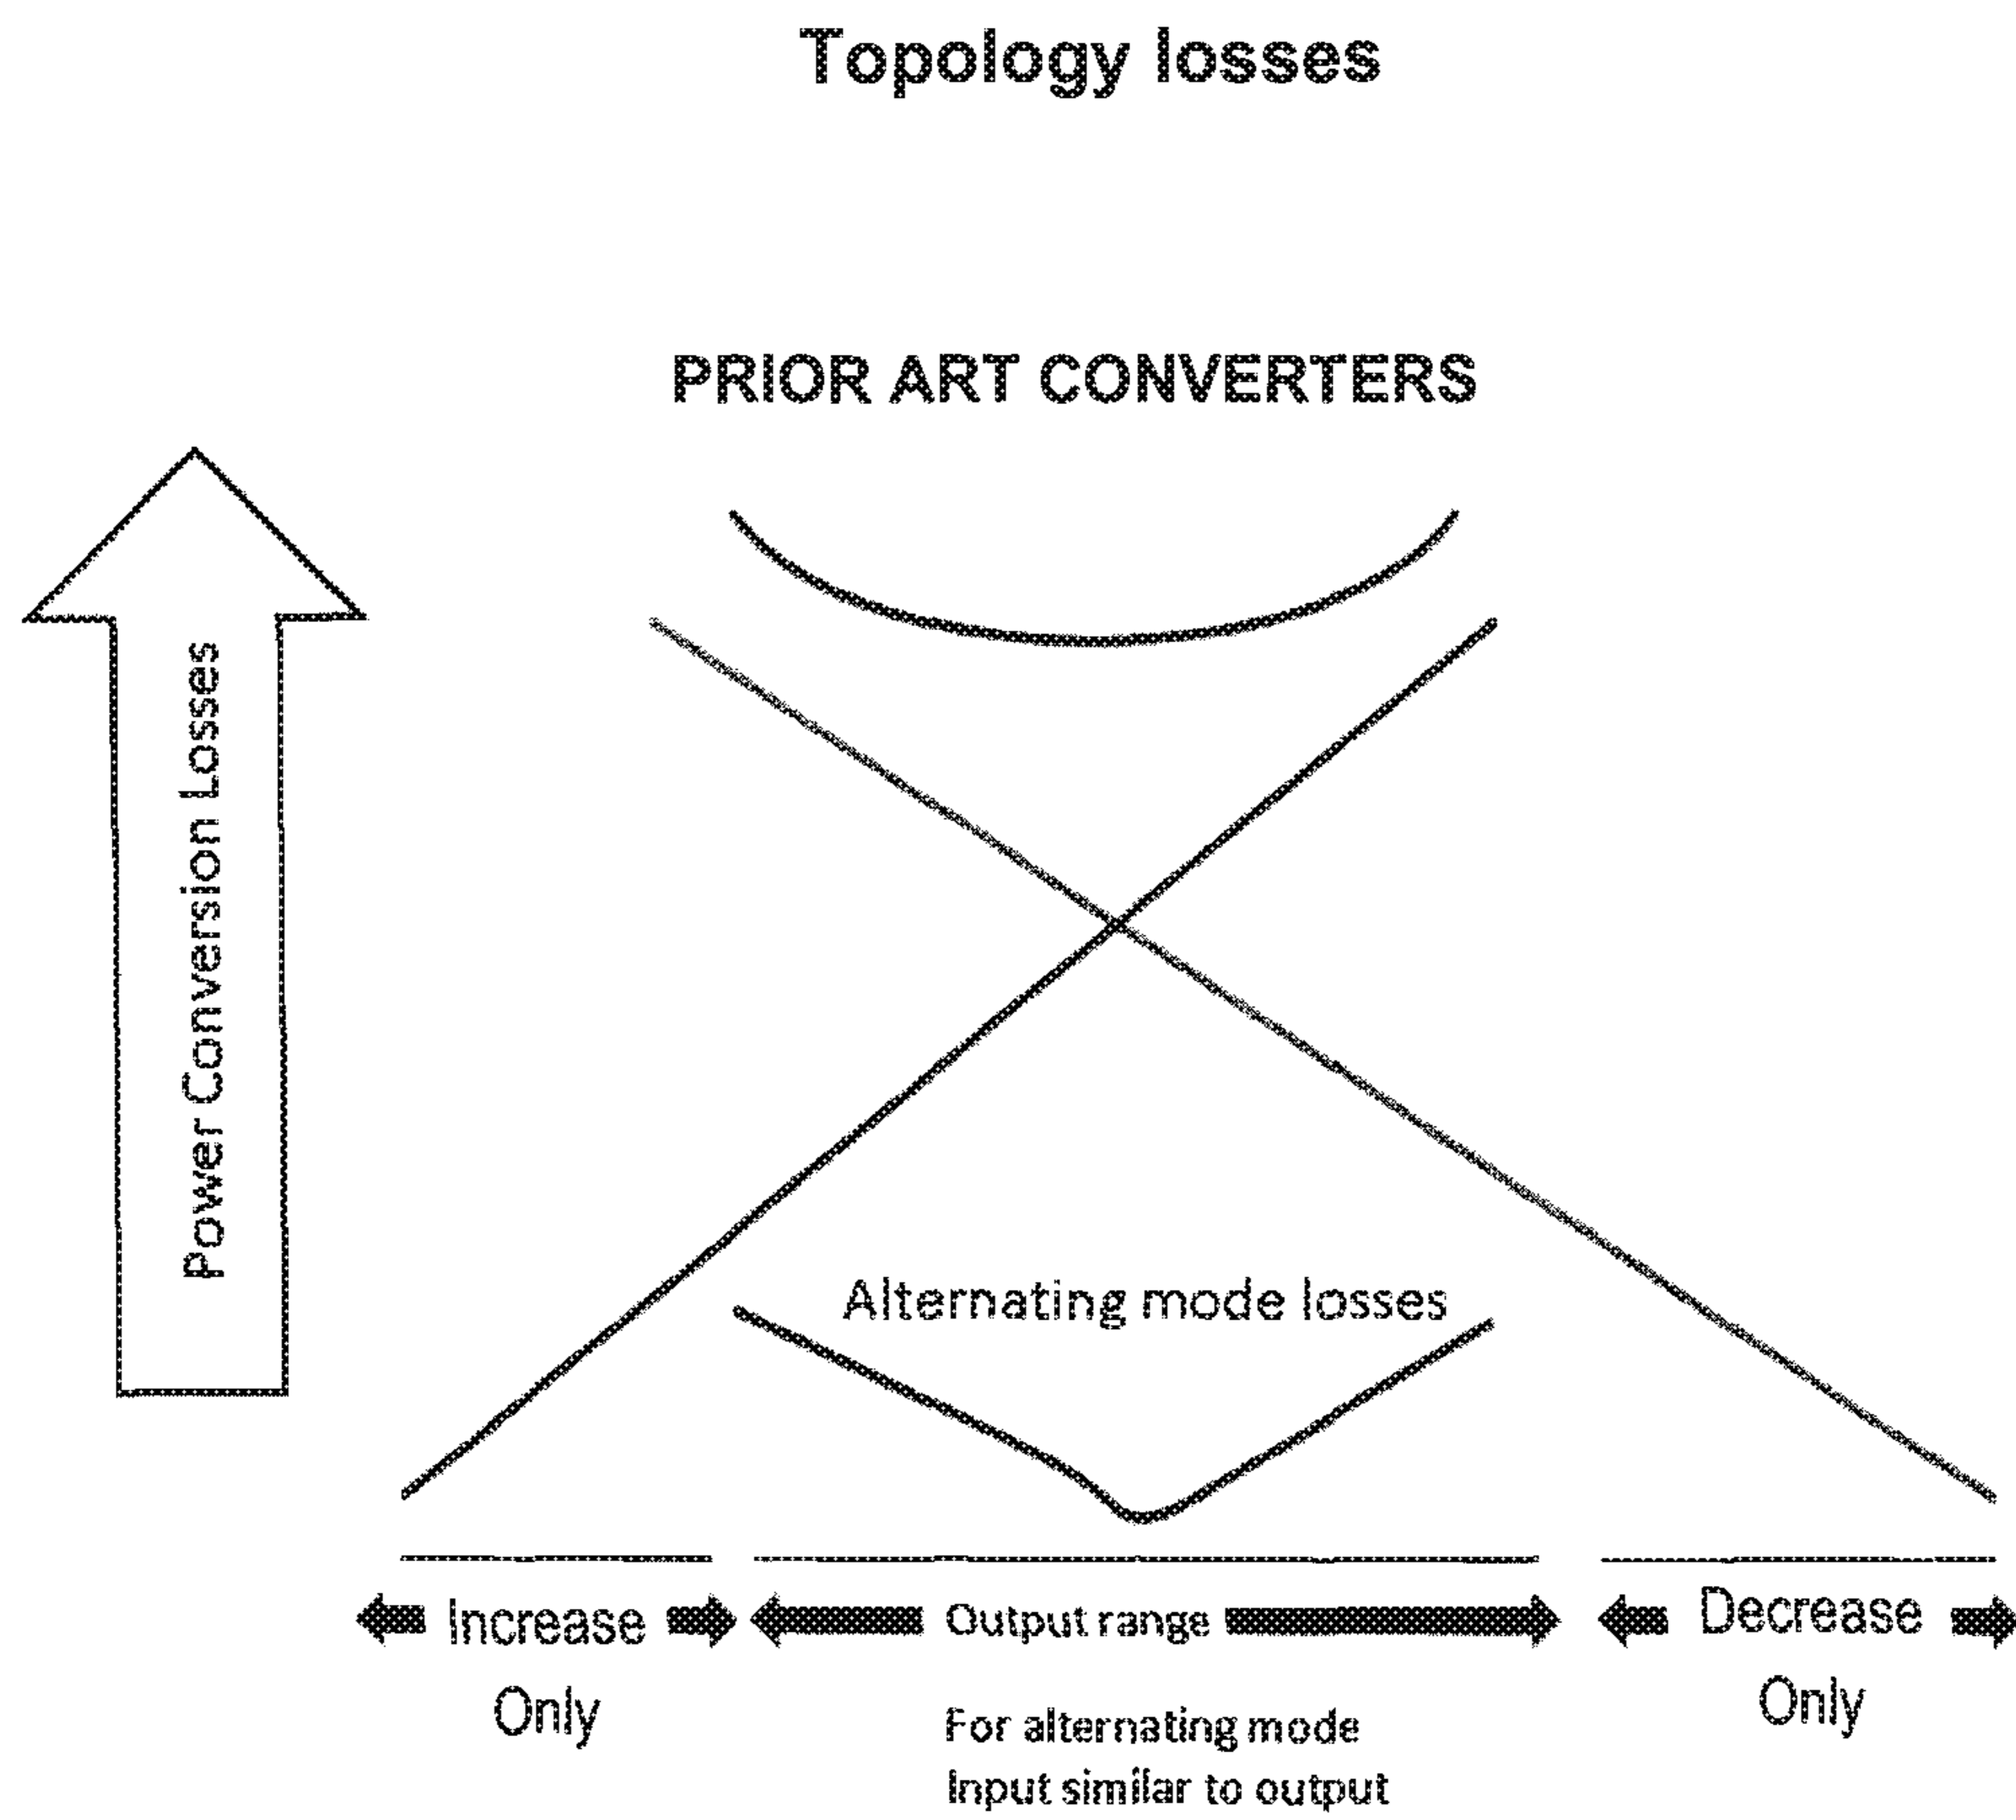 Topology losses
PRIOR ART CONVERTERS
Power Conversion Losses
Alternating mode losses
Increase
Only
Output range
For alternating mode
Input similar to output
Decrease
Only